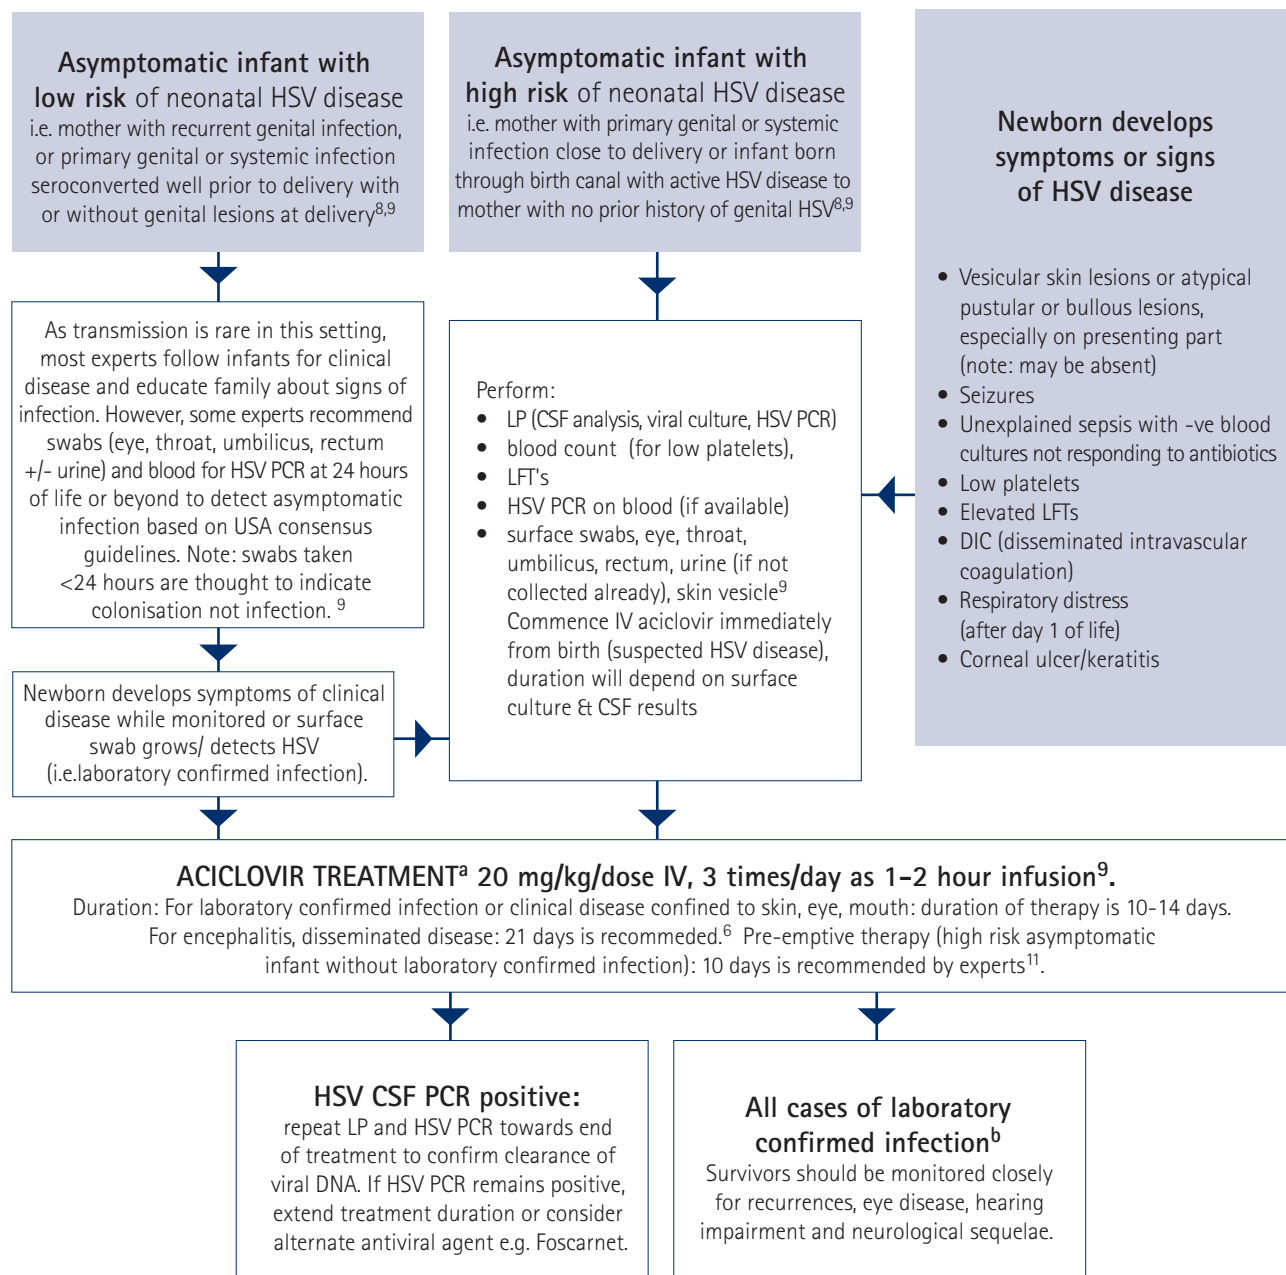 Asymptomatic infant with
low risk of neonatal HSV disease
i.e. mother with recurrent genital infection,
or primary genital or systemic infection
seroconverted well prior to delivery with
or without genital lesions at delivery8,9
Asymptomatic infant with
high risk of neonatal HSV disease
i.e. mother with primary genital or systemic
infection close to delivery or infant born
through birth canal with active HSV disease to
mother with no prior history of genital HSV8,9
Newborn develops
symptoms or signs
of HSV disease
• Vesicular skin lesions or atypical
pustular or bullous lesions,
especially on presenting part
(note: may be absent)
• Seizures
• Unexplained sepsis with -ve blood
cultures not responding to antibiotics
• Low platelets
• Elevated LFTs
• DIC (disseminated intravascular
coagulation)
• Respiratory distress
(after day 1 of life)
• Corneal ulcer/keratitis
As transmission is rare in this setting,
most experts follow infants for clinical
disease and educate family about signs of
infection. However, some experts recommend
swabs (eye, throat, umbilicus, rectum
+/- urine) and blood for HSV PCR at 24 hours
of life or beyond to detect asymptomatic
infection based on USA consensus
guidelines. Note: swabs taken
<24 hours are thought to indicate
colonisation not infection. 9
Perform:
• LP (CSF analysis, viral culture, HSV PCR)
• blood count (for low platelets),
• LFT's
• HSV PCR on blood (if available)
• surface swabs, eye, throat,
umbilicus, rectum, urine (if not
collected already), skin vesicle9
Commence IV aciclovir immediately
from birth (suspected HSV disease),
duration will depend on surface
culture & CSF results
Newborn develops symptoms of clinical
disease while monitored or surface
swab grows/ detects HSV
(i.e.laboratory confirmed infection).
ACICLOVIR TREATMENTa 20 mg/kg/dose IV, 3 times/day as 1-2 hour infusion9.
Duration: For laboratory confirmed infection or clinical disease confined to skin, eye, mouth: duration of therapy is 10-14 days.
For encephalitis, disseminated disease: 21 days is recommeded.6 Pre-emptive therapy (high risk asymptomatic
infant without laboratory confirmed infection): 10 days is recommended by experts11.
HSV CSF PCR positive:
repeat LP and HSV PCR towards end
of treatment to confirm clearance of
viral DNA. If HSV PCR remains positive,
extend treatment duration or consider
alternate antiviral agent e.g. Foscarnet.
All cases of laboratory
confirmed infectionb
Survivors should be monitored closely
for recurrences, eye disease, hearing
impairment and neurological sequelae.